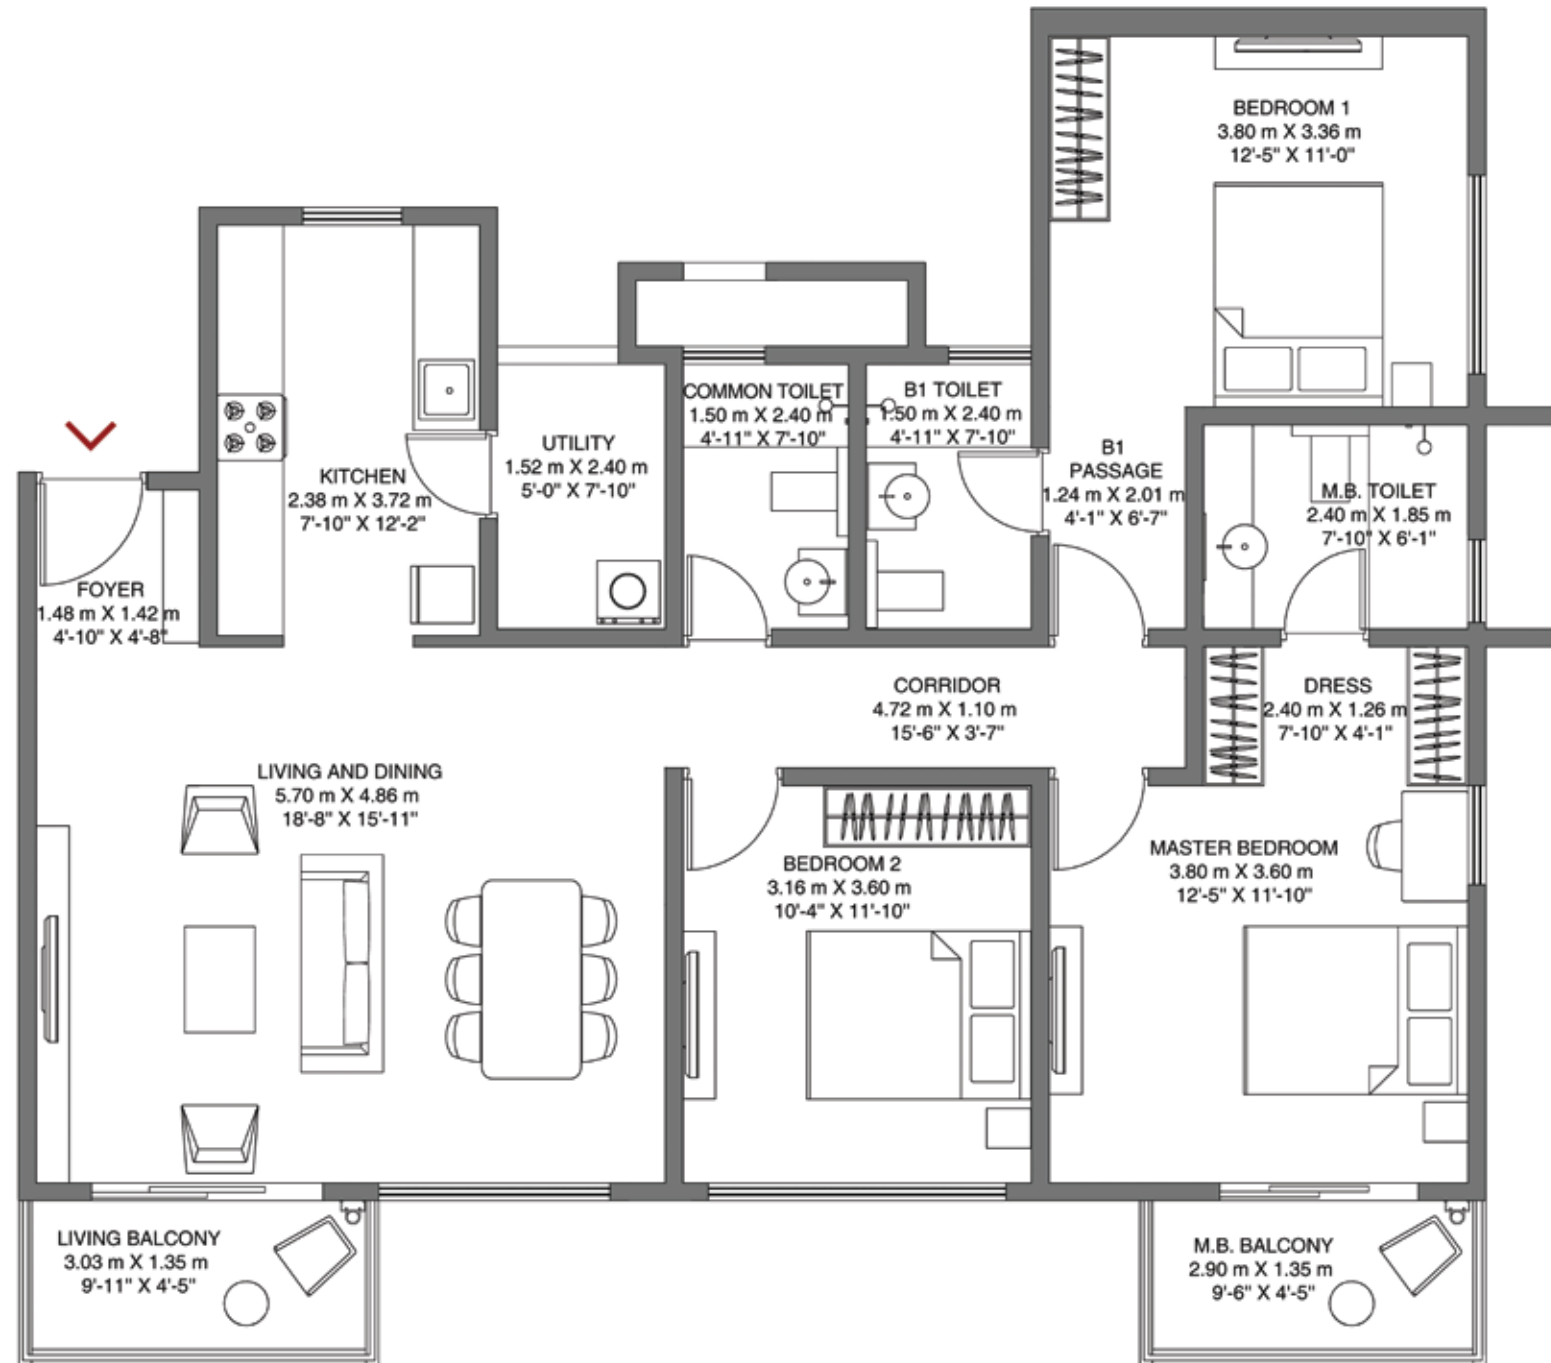 BEDROOM 1
3.80 m X 3.36 m
12'-5" X 11'-0"
COMMON TOILET
1.50 m X 2.40 m
4'-11" X 7'-10"
B1 TOILET
1.50 m X 2.40 m
4'-11" X 7'-10"
UTILITY
1.52 m X 2.40 m
5'-0" X 7'-10"
B1
PASSAGE
1.24 m X 2.01 m
4'-1" X 6'-7"
KITCHEN
2.38 m X 3.72 m
7'-10" X 12'-2"
M.B. TOILET
2.40 m X 1.85 m
7'-10" X 6'-1"
FOYER
1.48 m X 1.42 m
4'-10" X 4'-8"
CORRIDOR
4.72 m X 1.10 m
15'-6" X 3'-7"
DRESS
2.40 m X 1.26 m
7'-10" X 4'-1"
LIVING AND DINING
5.70 m X 4.86 m
18'-8" X 15'-11"
BEDROOM 2
3.16 m X 3.60 m
10'-4" X 11'-10"
MASTER BEDROOM
3.80 m X 3.60 m
12'-5" X 11'-10"
LIVING BALCONY
3.03 m X 1.35 m
9'-11" X 4'-5"
M.B. BALCONY
2.90 m X 1.35 m
9'-6" X 4'-5"